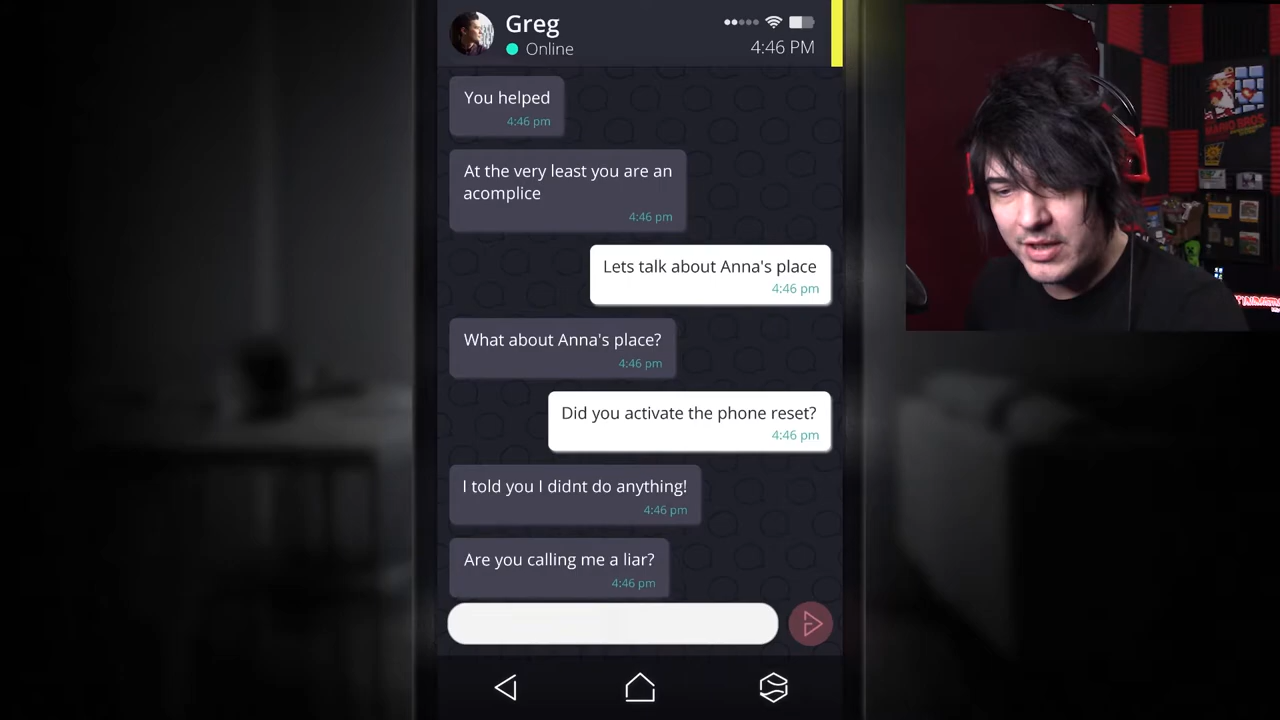 Greg
Online
4:46 PM
You helped
4:46 pm
At the very least you are an
acomplice
4:46 pm
Lets talk about Anna's place
4:46 pm
What about Anna's place?
4:46 pm
Did you activate the phone reset?
4:46 pm
I told you I didnt do anything!
4:46 pm
Are you calling me a liar?
4:46 pm
MARIO BROS.